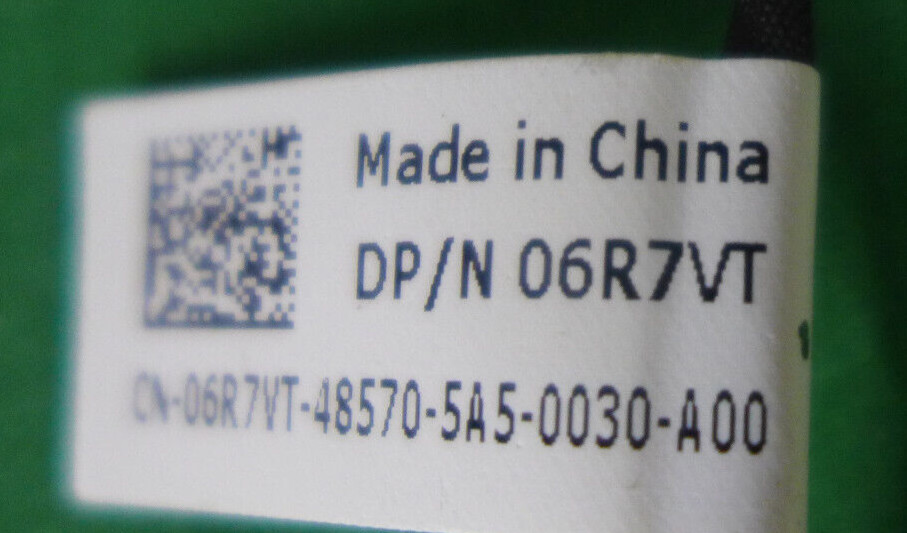 Made in China
DP/N 06R7VT
CN-06R7VT-48570-5A5-0030-A00